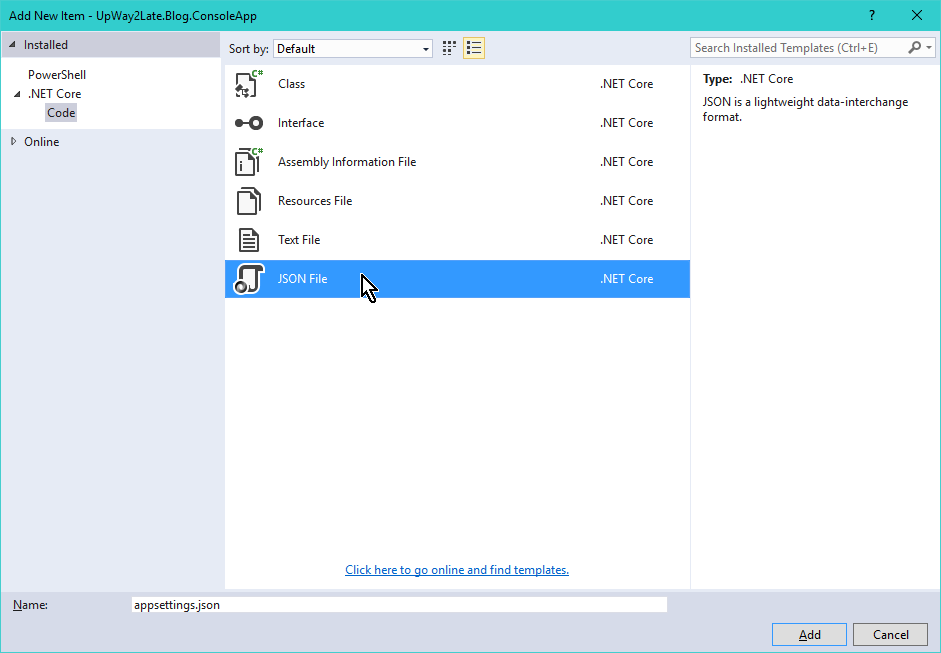 Add New Item - UpWay2Late.Blog.ConsoleApp ?
Installed
PowerShell
.NET Core
Code
Online
Sort by: Default
Search Installed Templates (Ctrl+E)
C# Class .NET Core
Interface .NET Core
C# Assembly Information File .NET Core
Resources File .NET Core
Text File .NET Core
JSON File .NET Core
Click here to go online and find templates.
Type: .NET Core
JSON is a lightweight data-interchange
format.
Name: appsettings.json
Add Cancel